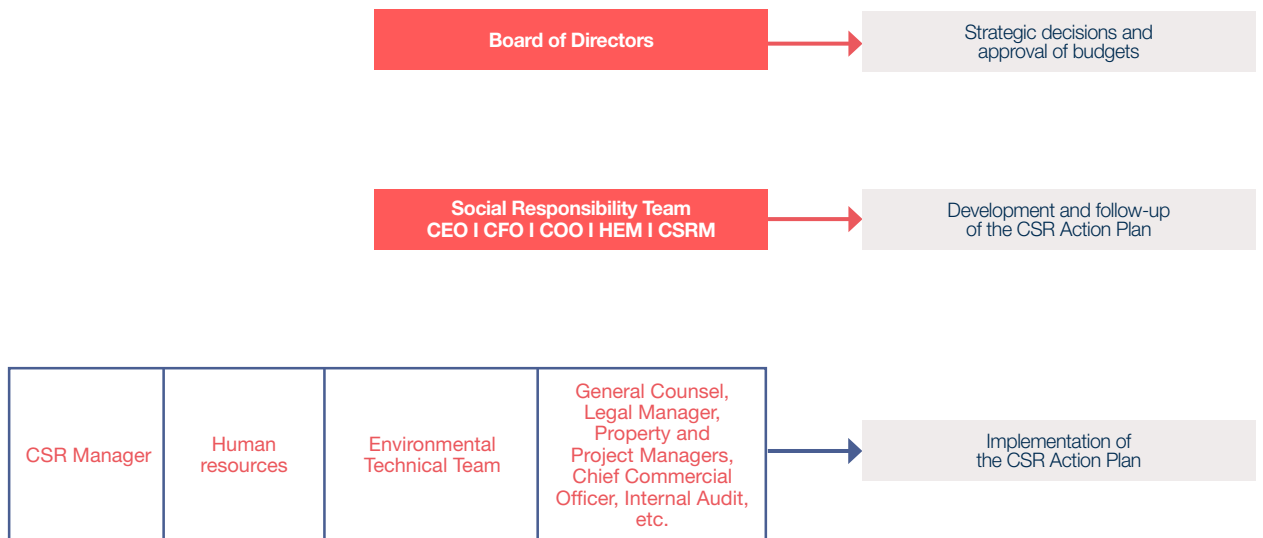 Board of Directors
Strategic decisions and
approval of budgets
Social Responsibility Team
CEO I CFO I COO I HEM I CSRM
Development and follow-up
of the CSR Action Plan
CSR Manager
Human
resources
Environmental
Technical Team
General Counsel,
Legal Manager,
Property and
Project Managers,
Chief Commercial
Officer, Internal Audit,
etc.
Implementation of
the CSR Action Plan